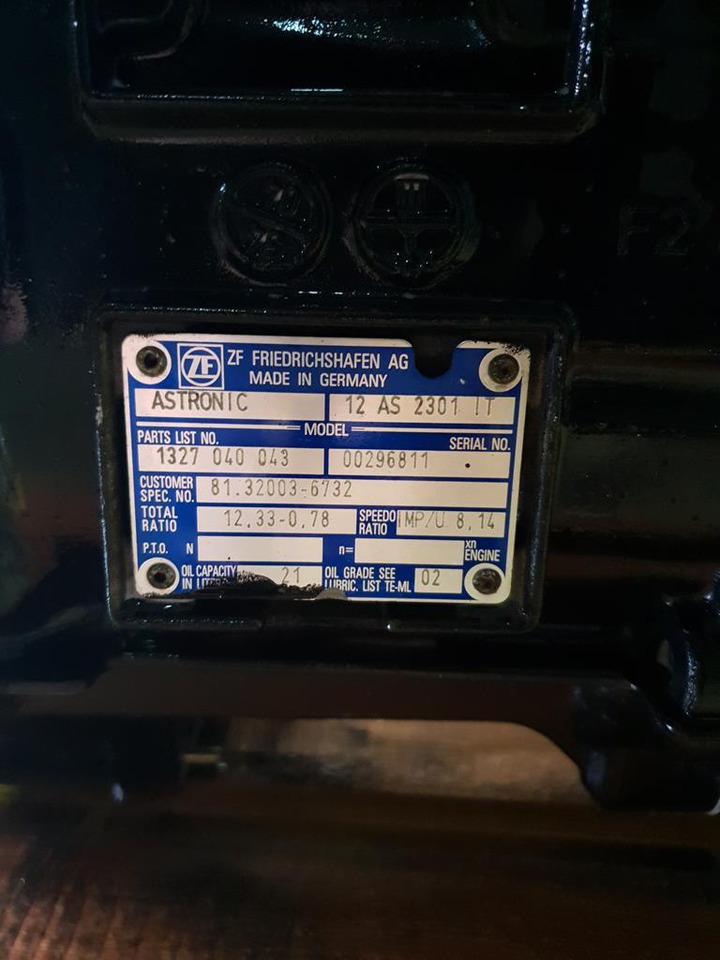 F2
ZF
ZF FRIEDRICHSHAFEN AG
MADE IN GERMANY
ASTRONIC 12 AS 2301 IT
MODEL
PARTS LIST NO. SERIAL NO.
1327 040 043 00296811
CUSTOMER SPEC. NO. 81.32003-6732
TOTAL RATIO 12,33-0,78 SPEEDO RATIO IMP/U 8,14
P.T.O. N n= xn ENGINE
OIL CAPACITY 21 OIL GRADE SEE 02
IN LUBRIC. LIST TE-ML